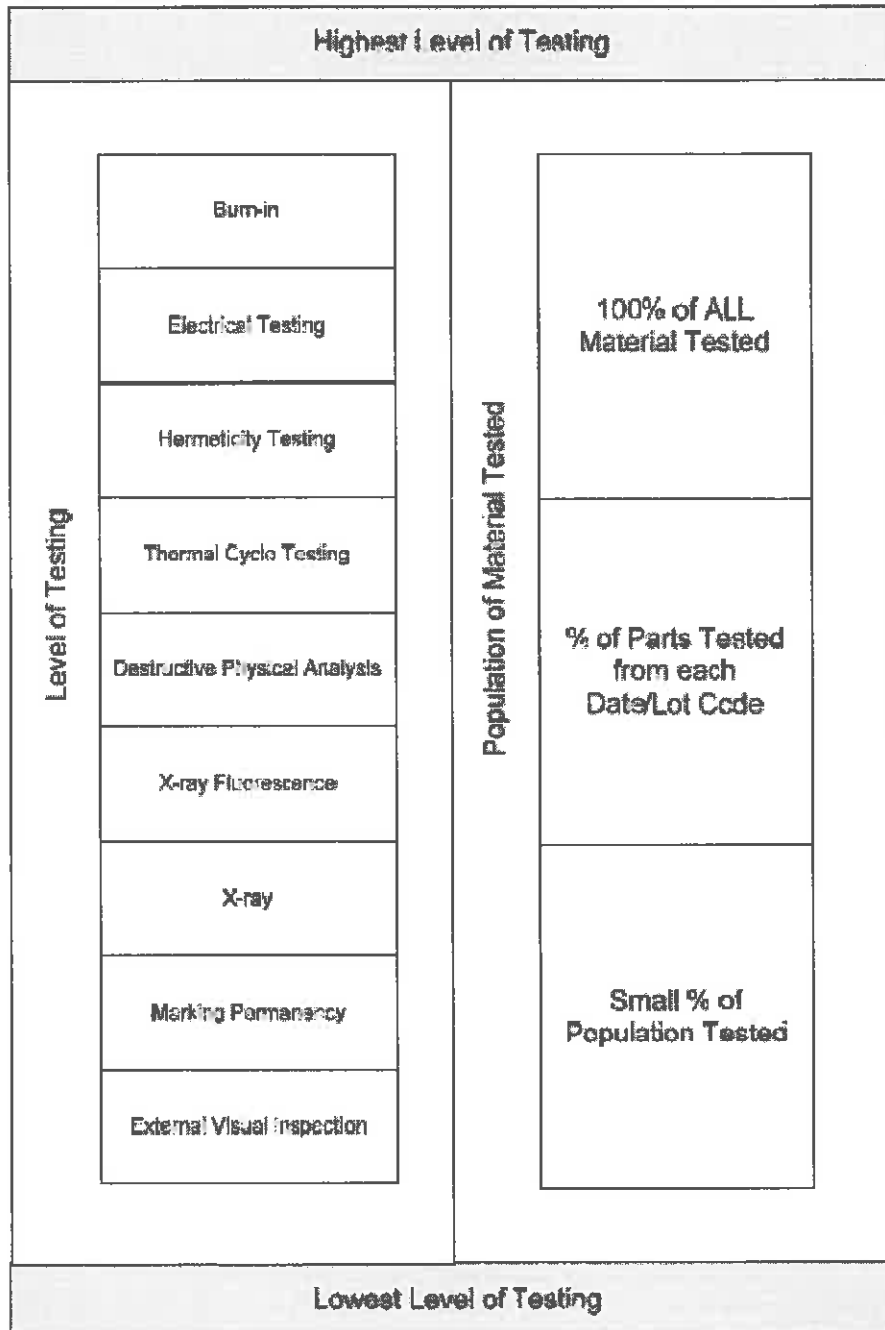 Highest Level of Testing
Level of Testing
Burn-in
Electrical Testing
Hermeticity Testing
Thermal Cycle Testing
Destructive Physical Analysis
X-ray Fluorescence
X-ray
Marking Permanency
External Visual Inspection
Population of Material Tested
100% of ALL
Material Tested
% of Parts Tested
from each
Date/Lot Code
Small % of
Population Tested
Lowest Level of Testing